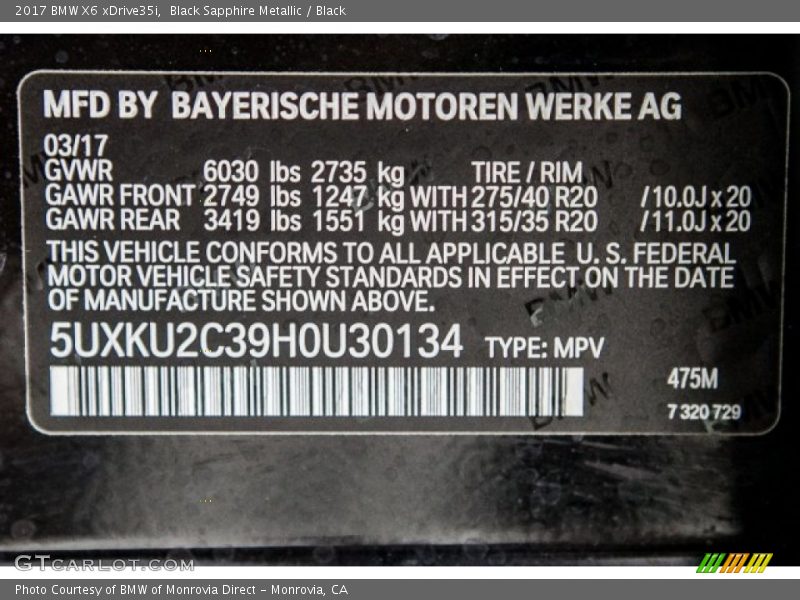 2017 BMW X6 xDrive35i, Black Sapphire Metallic / Black
MFD BY BAYERISCHE MOTOREN WERKE AG
03/17
GVWR 6030 lbs 2735 kg TIRE / RIM
GAWR FRONT 2749 lbs 1247 kg WITH 275/40 R20 /10.0J x 20
GAWR REAR 3419 lbs 1551 kg WITH 315/35 R20 /11.0J x 20
THIS VEHICLE CONFORMS TO ALL APPLICABLE U. S. FEDERAL
MOTOR VEHICLE SAFETY STANDARDS IN EFFECT ON THE DATE
OF MANUFACTURE SHOWN ABOVE.
5UXKU2C39H0U30134 TYPE: MPV
475M
7 320 729
GTCARLOT.COM
Photo Courtesy of BMW of Monrovia Direct - Monrovia, CA